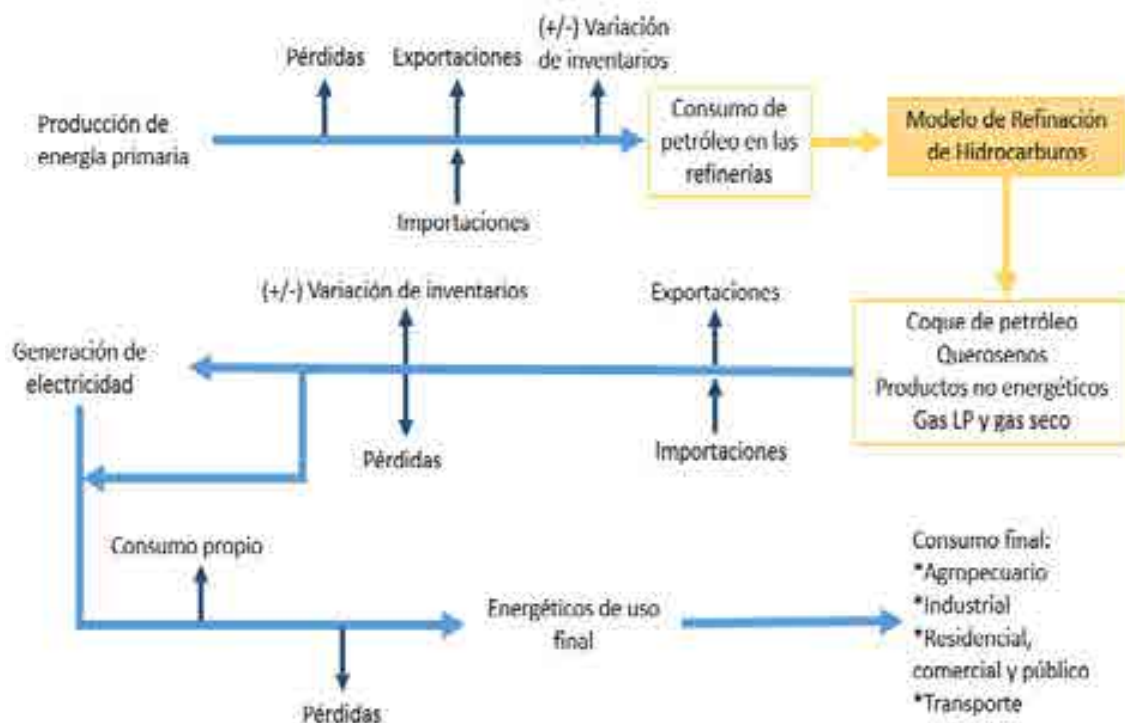 (+/-) Variación
de inventarios
Pérdidas
Exportaciones
Producción de
energía primaria
Consumo de
petróleo en las
refinerías
Modelo de Refinación
de Hidrocarburos
Importaciones
(+/-) Variación de inventarios
Exportaciones
Generación de
electricidad
Coque de petróleo
Querosenos
Productos no energéticos
Gas LP y gas seco
Pérdidas
Importaciones
Consumo propio
Energéticos de uso
final
Consumo final:
*Agropecuario
*Industrial
*Residencial,
comercial y público
*Transporte
Pérdidas